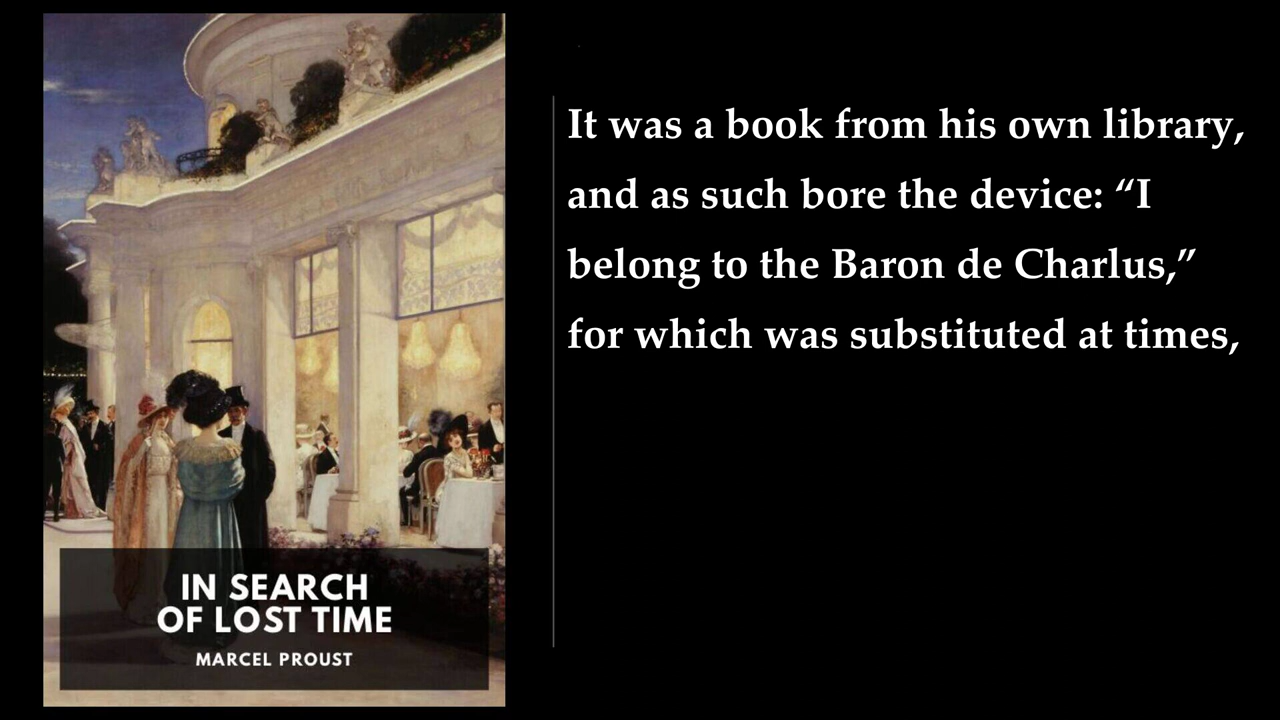 It was a book from his own library,
and as such bore the device: “I
belong to the Baron de Charlus,”
for which was substituted at times,
IN SEARCH
OF LOST TIME
MARCEL PROUST